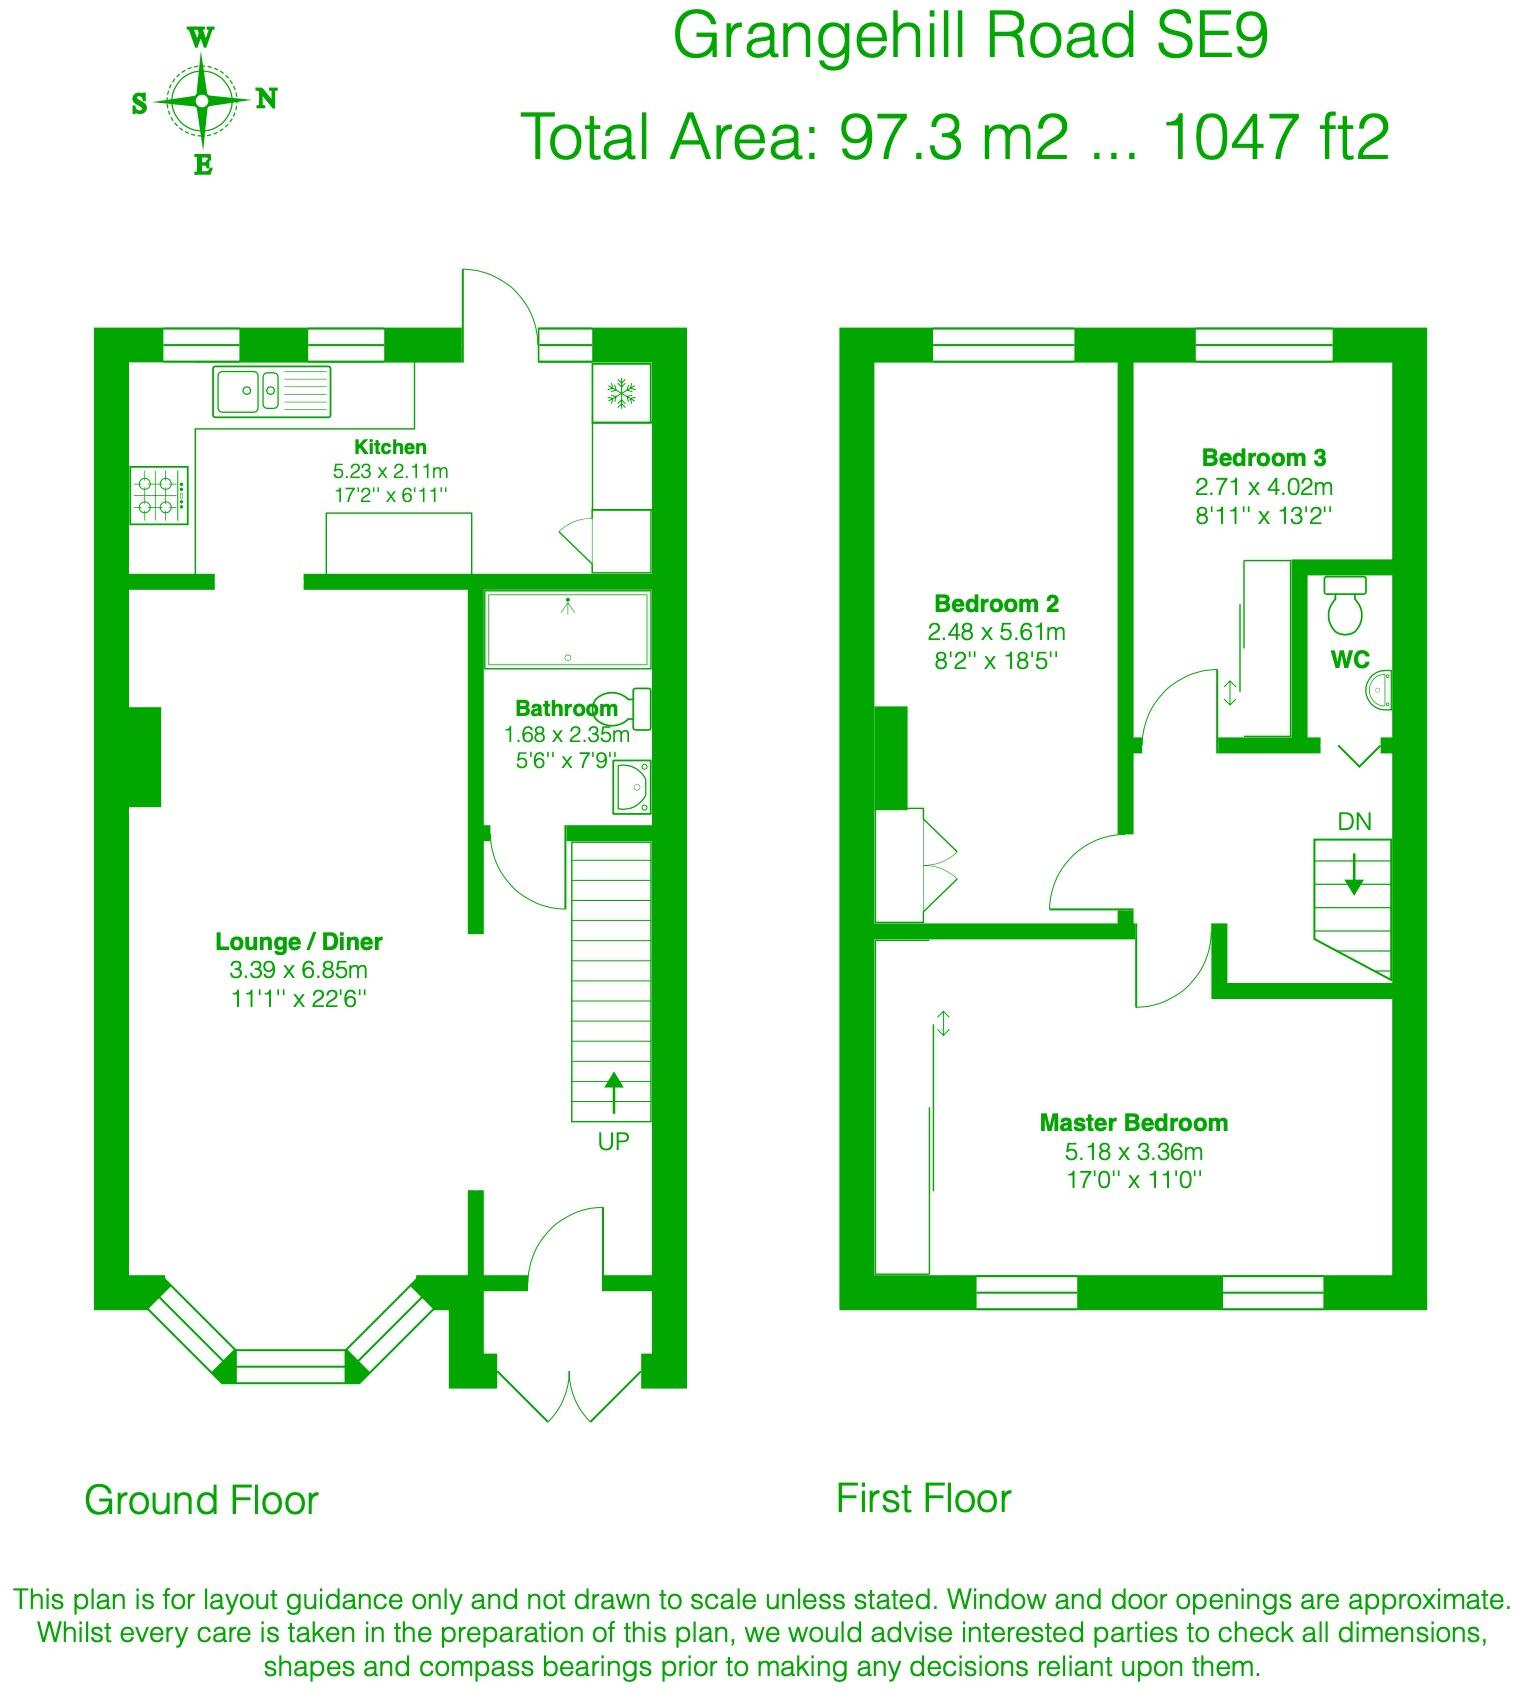 Grangehill Road SE9
Total Area: 97.3 m2 ... 1047 ft2
W
S
N
E
Kitchen
5.23 x 2.11m
17'2" x 6'11"
Bathroom
1.68 x 2.35m
5'6" x 7'9"
Lounge / Diner
3.39 x 6.85m
11'1" x 22'6"
UP
Bedroom 3
2.71 x 4.02m
8'11" x 13'2"
Bedroom 2
2.48 x 5.61m
8'2" x 18'5"
WC
DN
Master Bedroom
5.18 x 3.36m
17'0" x 11'0"
Ground Floor
First Floor
This plan is for layout guidance only and not drawn to scale unless stated. Window and door openings are approximate.
Whilst every care is taken in the preparation of this plan, we would advise interested parties to check all dimensions,
shapes and compass bearings prior to making any decisions reliant upon them.